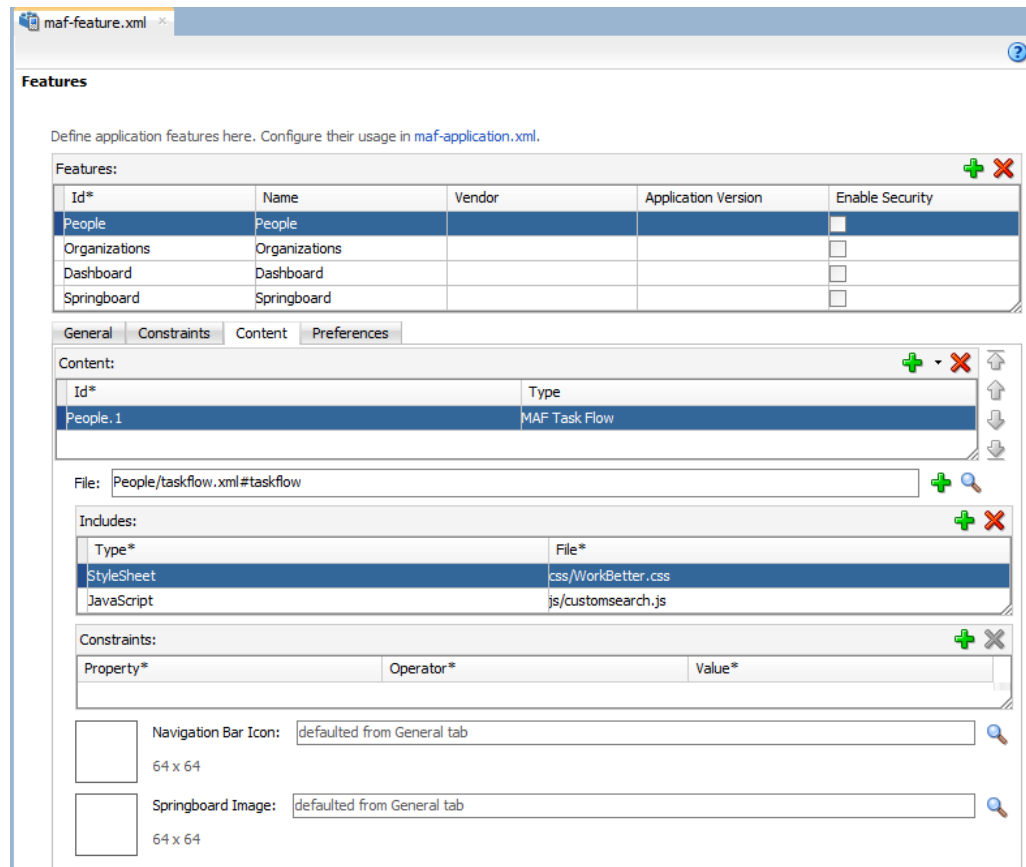 maf-feature.xml
Features
Define application features here. Configure their usage in maf-application.xml.
Features:
Id* Name Vendor Application Version Enable Security
People People
Organizations Organizations
Dashboard Dashboard
Springboard Springboard
General Constraints Content Preferences
Content:
Id* Type
People.1 MAF Task Flow
File: People/taskflow.xml#taskflow
Includes:
Type* File*
StyleSheet css/WorkBetter.css
JavaScript js/customsearch.js
Constraints:
Property* Operator* Value*
Navigation Bar Icon: defaulted from General tab
64 x 64
Springboard Image: defaulted from General tab
64 x 64